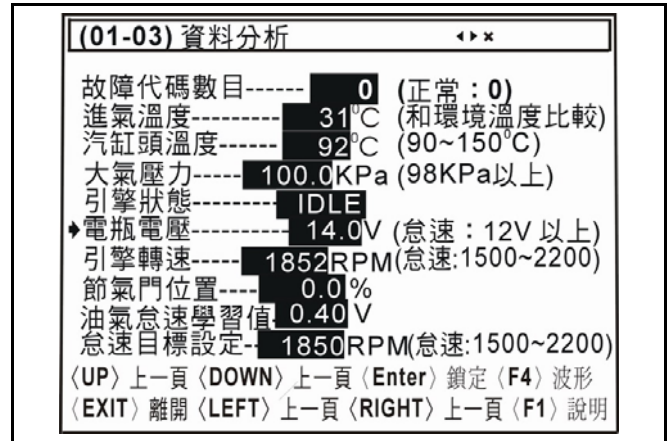 (01-03) 資料分析
故障代碼數目------ 0 (正常：0)
進氣溫度--------- 31°C (和環境溫度比較)
汽缸頭溫度------ 92°C (90~150°C)
大氣壓力----- 100.0KPa (98KPa以上)
引擎狀態--------- IDLE
電瓶電壓---------- 14.0V (怠速：12V 以上)
引擎轉速----- 1852RPM(怠速:1500~2200)
節氣門位置---- 0.0 %
油氣怠速學習值- 0.40 V
怠速目標設定-- 1850RPM(怠速:1500~2200)
〈UP〉上一頁〈DOWN〉上一頁〈Enter〉鎖定〈F4〉波形
〈EXIT〉離開〈LEFT〉上一頁〈RIGHT〉上一頁〈F1〉說明